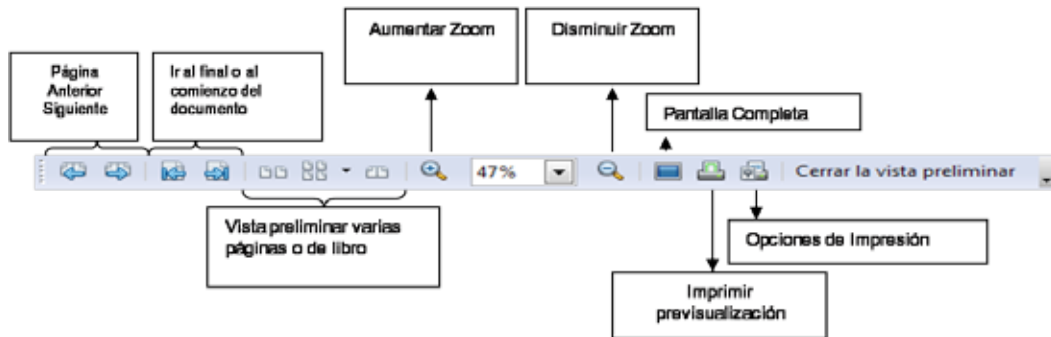 Aumentar Zoom
Disminuir Zoom
Página
Anterior
Siguiente
Ir al final o al
comienzo del
documento
Pantalla Completa
47%
Cerrar la vista preliminar
Vista preliminar varias
páginas o de libro
Opciones de Impresión
Imprimir
previsualización